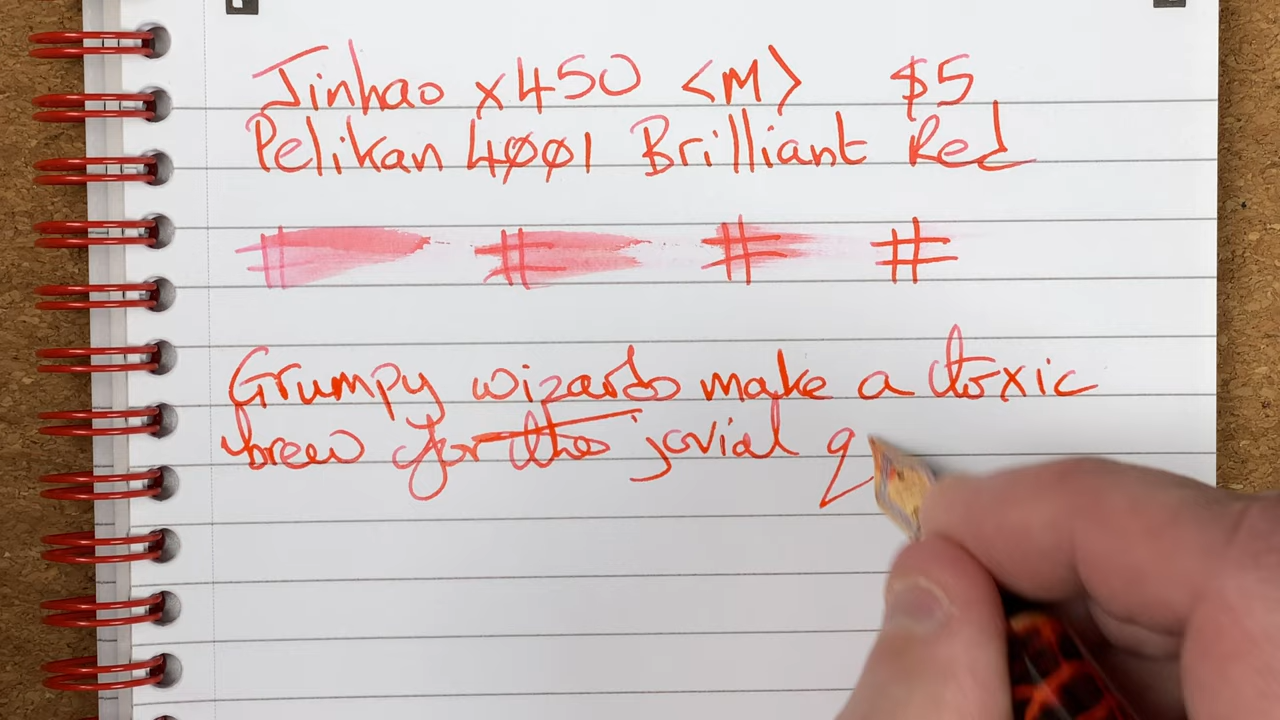 Jinhao x450 <M> $5
Pelikan 4001 Brilliant Red
# # # #
Grumpy wizards make a toxic
brew for the jovial q